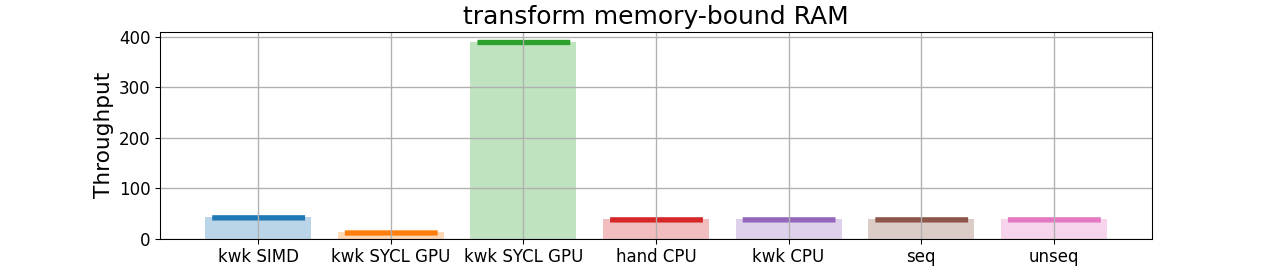 transform memory-bound RAM
Throughput
400
300
200
100
0
kwk SIMD
kwk SYCL GPU
kwk SYCL GPU
hand CPU
kwk CPU
seq
unseq